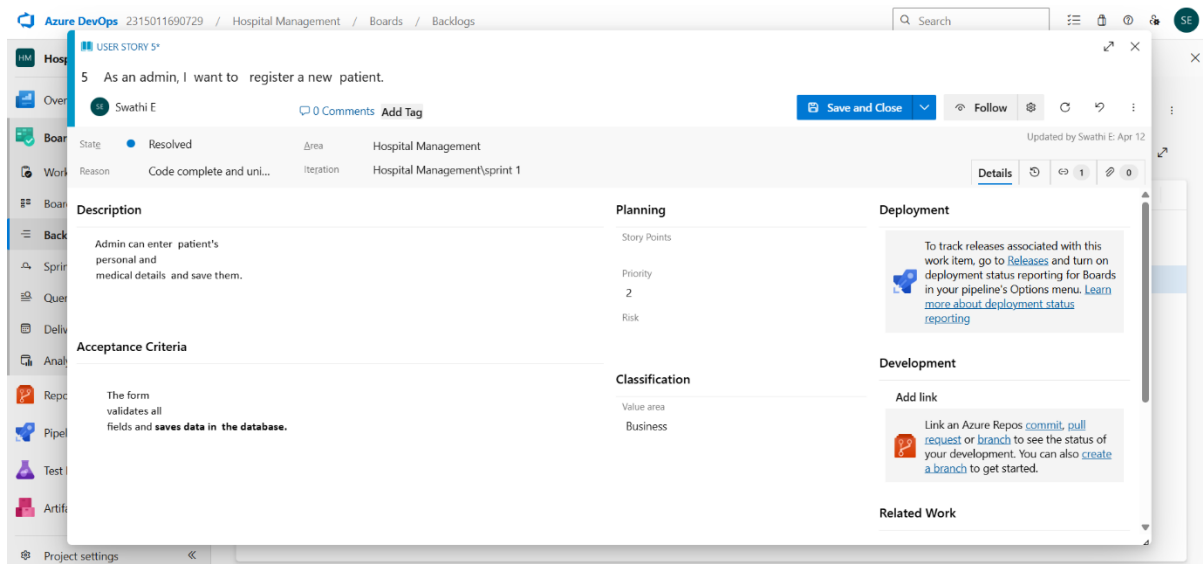 Azure DevOps 2315011690729 / Hospital Management / Boards / Backlogs Search SE
HM Hosp
USER STORY 5*
5 As an admin, I want to register a new patient.
Over
SE Swathi E 0 Comments Add Tag Save and Close Follow
Boar
State Resolved Area Hospital Management Updated by Swathi E: Apr 12
Work
Reason Code complete and uni... Iteration Hospital Management\sprint 1
Details 1 0
Boar
Description Planning Deployment
Back
Story Points
Admin can enter patient's
personal and
medical details and save them.
To track releases associated with this
work item, go to Releases and turn on
deployment status reporting for Boards
in your pipeline's Options menu. Learn
more about deployment status
reporting
Sprin
Priority
2
Quer
Risk
Deliv
Acceptance Criteria
Analy
Development
Classification
Repo
The form
validates all
fields and saves data in the database.
Value area
Business
Add link
Link an Azure Repos commit, pull
request or branch to see the status of
your development. You can also create
a branch to get started.
Pipel
Test
Artifa
Related Work
Project settings